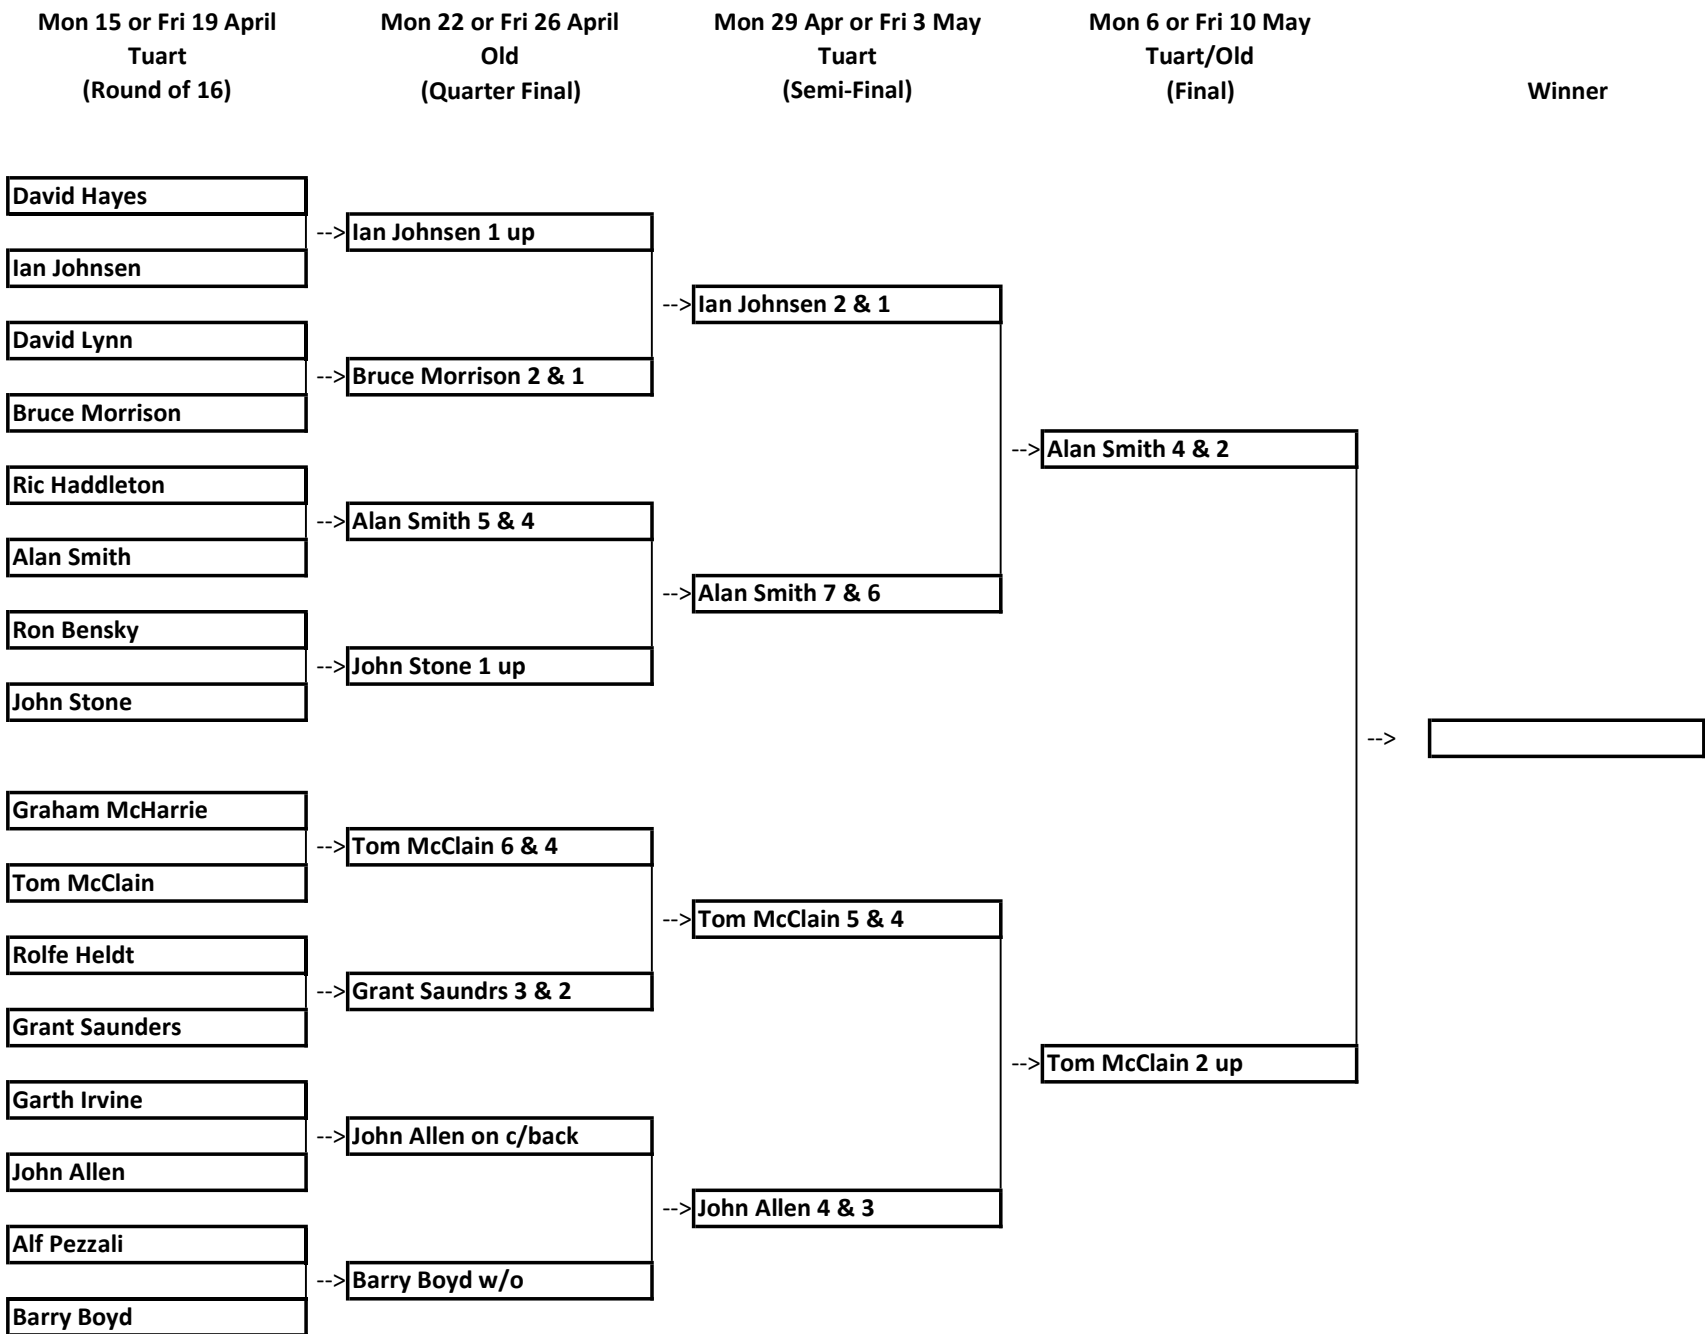 Mon 15 or Fri 19 April
Tuart
(Round of 16)
Mon 22 or Fri 26 April
Old
(Quarter Final)
Mon 29 Apr or Fri 3 May
Tuart
(Semi-Final)
Mon 6 or Fri 10 May
Tuart/Old
(Final)
Winner
David Hayes
--> Ian Johnsen 1 up
Ian Johnsen
--> Ian Johnsen 2 & 1
David Lynn
--> Bruce Morrison 2 & 1
Bruce Morrison
--> Alan Smith 4 & 2
Ric Haddleton
--> Alan Smith 5 & 4
Alan Smith
--> Alan Smith 7 & 6
Ron Bensky
--> John Stone 1 up
John Stone
-->
Graham McHarrie
--> Tom McClain 6 & 4
Tom McClain
--> Tom McClain 5 & 4
Rolfe Heldt
--> Grant Saundrs 3 & 2
Grant Saunders
--> Tom McClain 2 up
Garth Irvine
--> John Allen on c/back
John Allen
--> John Allen 4 & 3
Alf Pezzali
--> Barry Boyd w/o
Barry Boyd